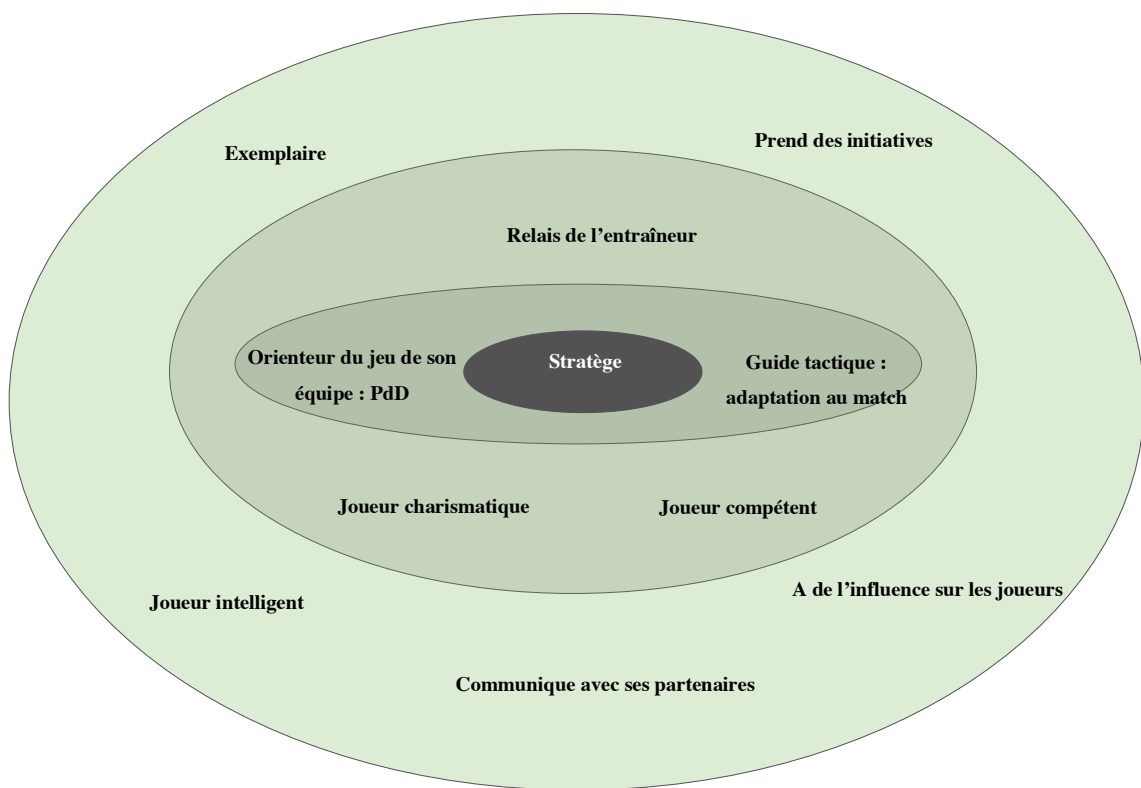 Prend des initiatives
Exemplaire
Relais de l’entraîneur
Orienteur du jeu de son
équipe : PdD
Stratège
Guide tactique :
adaptation au match
Joueur charismatique
Joueur compétent
Joueur intelligent
A de l’influence sur les joueurs
Communique avec ses partenaires